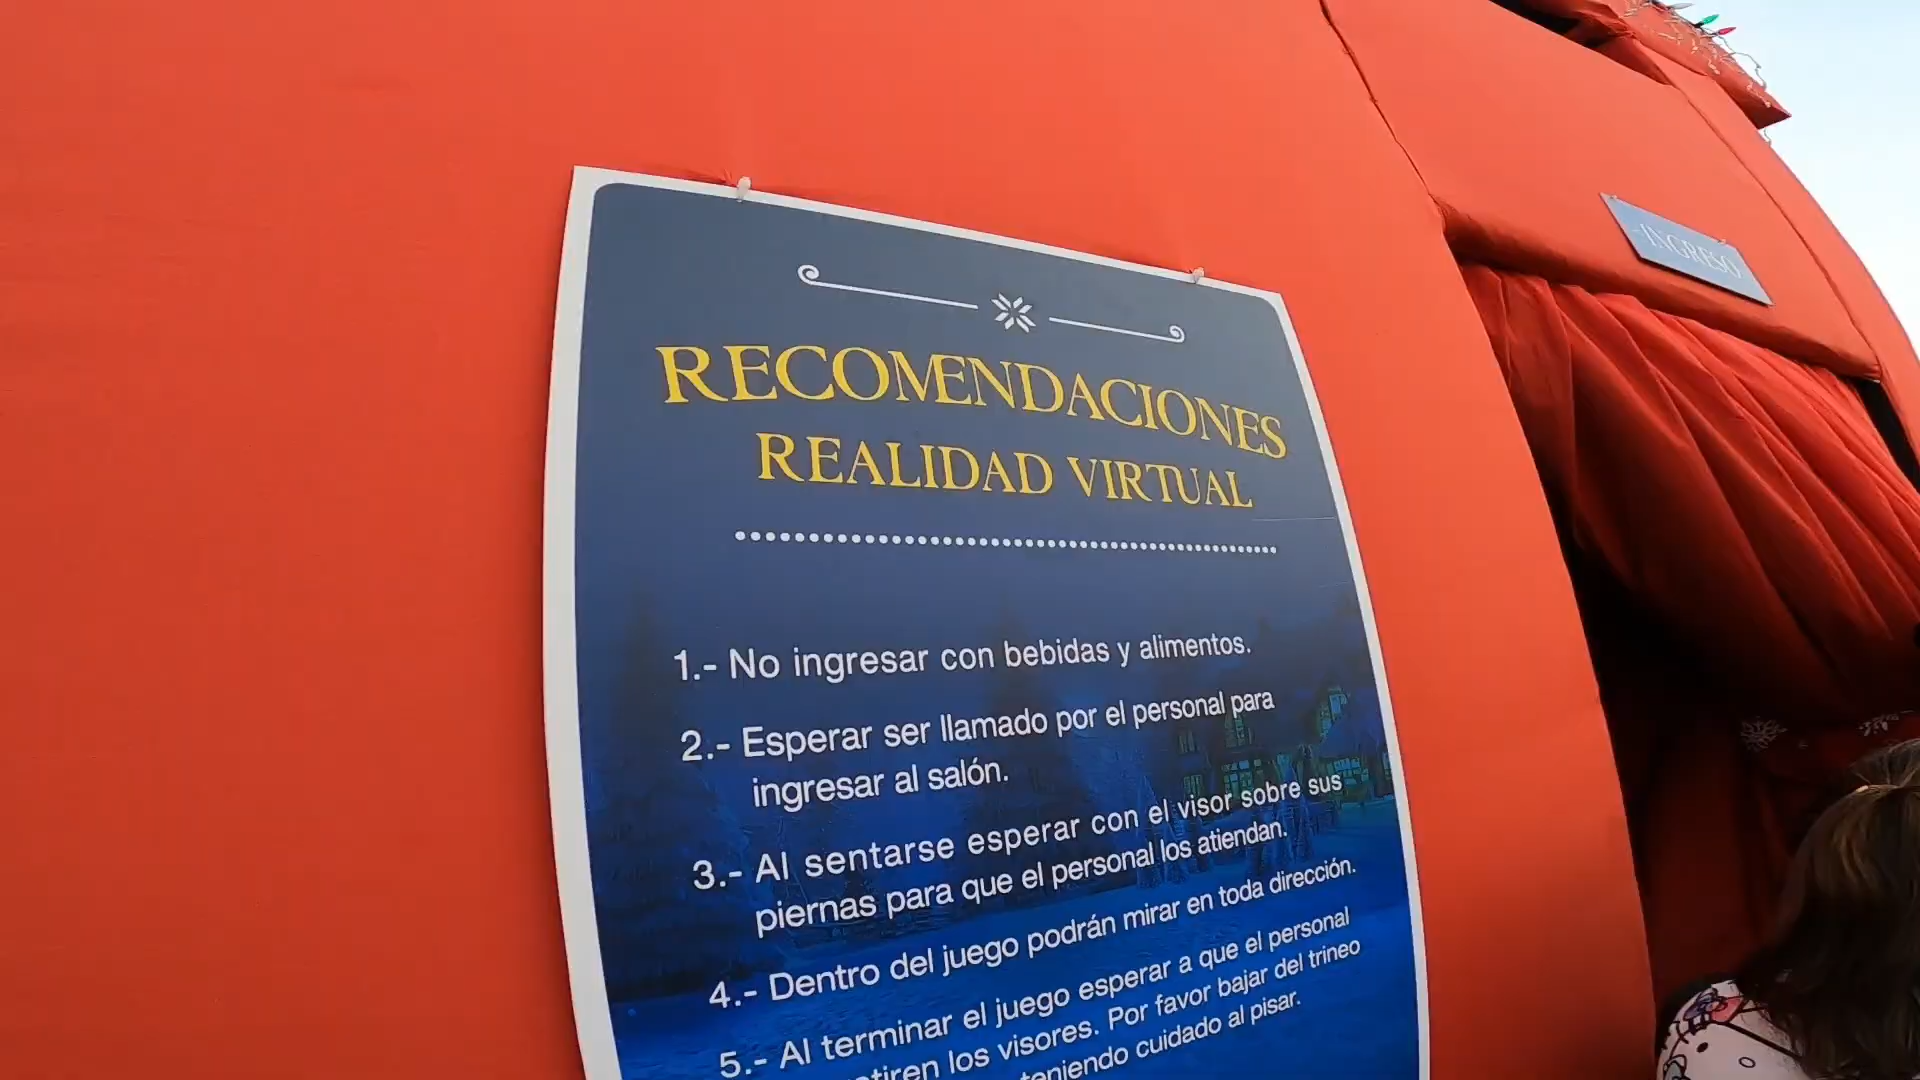 INGRESO
RECOMENDACIONES
REALIDAD VIRTUAL
1.- No ingresar con bebidas y alimentos.
2.- Esperar ser llamado por el personal para
ingresar al salón.
3.- Al sentarse esperar con el visor sobre sus
piernas para que el personal los atiendan.
4.- Dentro del juego podrán mirar en toda dirección.
5.- Al terminar el juego esperar a que el personal
los visores. Por favor bajar del trineo
teniendo cuidado al pisar.